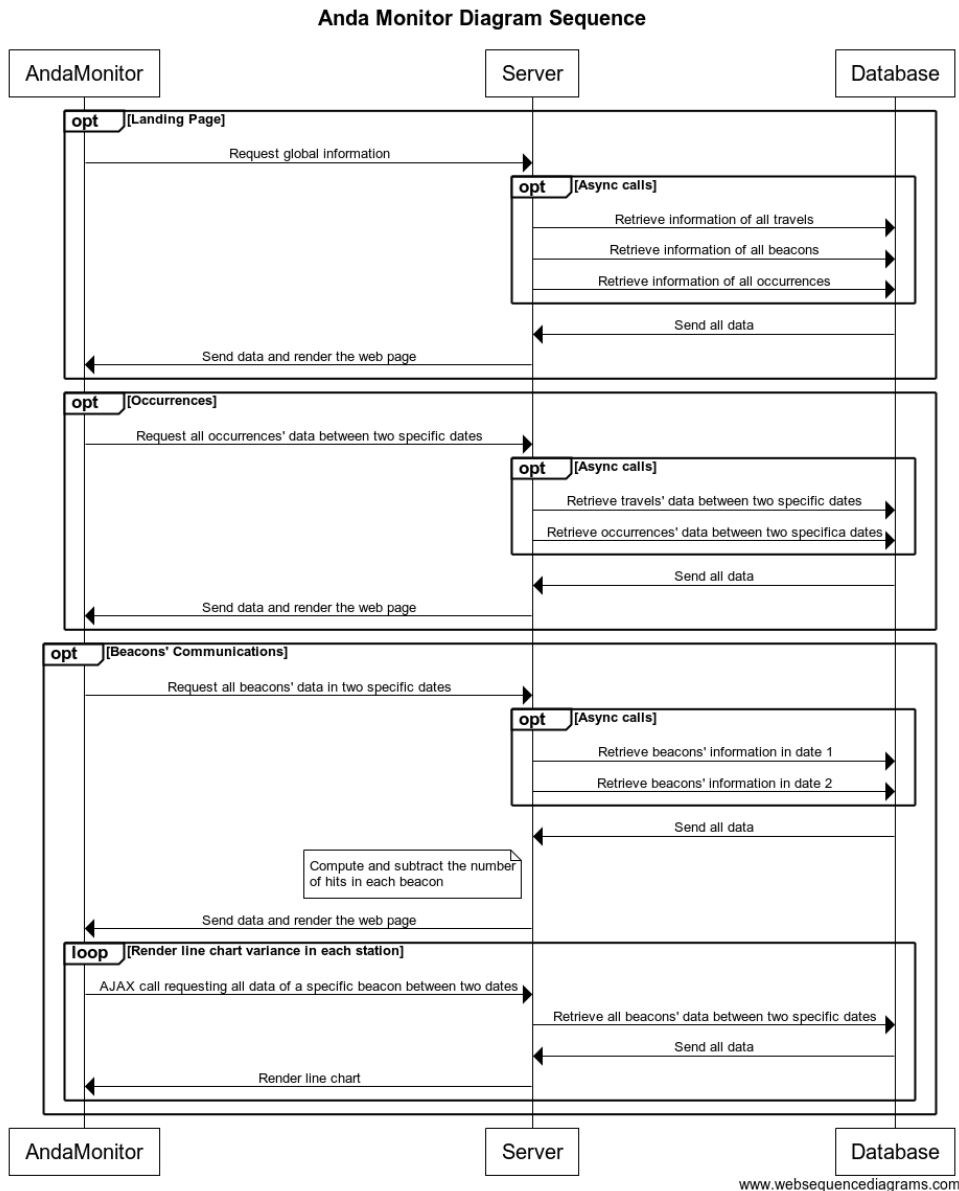 Anda Monitor Diagram Sequence
AndaMonitor
Server
Database
opt
[Landing Page]
Request global information
opt
[Async calls]
Retrieve information of all travels
Retrieve information of all beacons
Retrieve information of all occurrences
Send all data
Send data and render the web page
opt
[Occurrences]
Request all occurrences' data between two specific dates
opt
[Async calls]
Retrieve travels' data between two specific dates
Retrieve occurrences' data between two specifica dates
Send all data
Send data and render the web page
opt
[Beacons' Communications]
Request all beacons' data in two specific dates
opt
[Async calls]
Retrieve beacons' information in date 1
Retrieve beacons' information in date 2
Send all data
Compute and subtract the number
of hits in each beacon
Send data and render the web page
loop
[Render line chart variance in each station]
AJAX call requesting all data of a specific beacon between two dates
Retrieve all beacons' data between two specific dates
Send all data
Render line chart
AndaMonitor
Server
Database
www.websequencediagrams.com